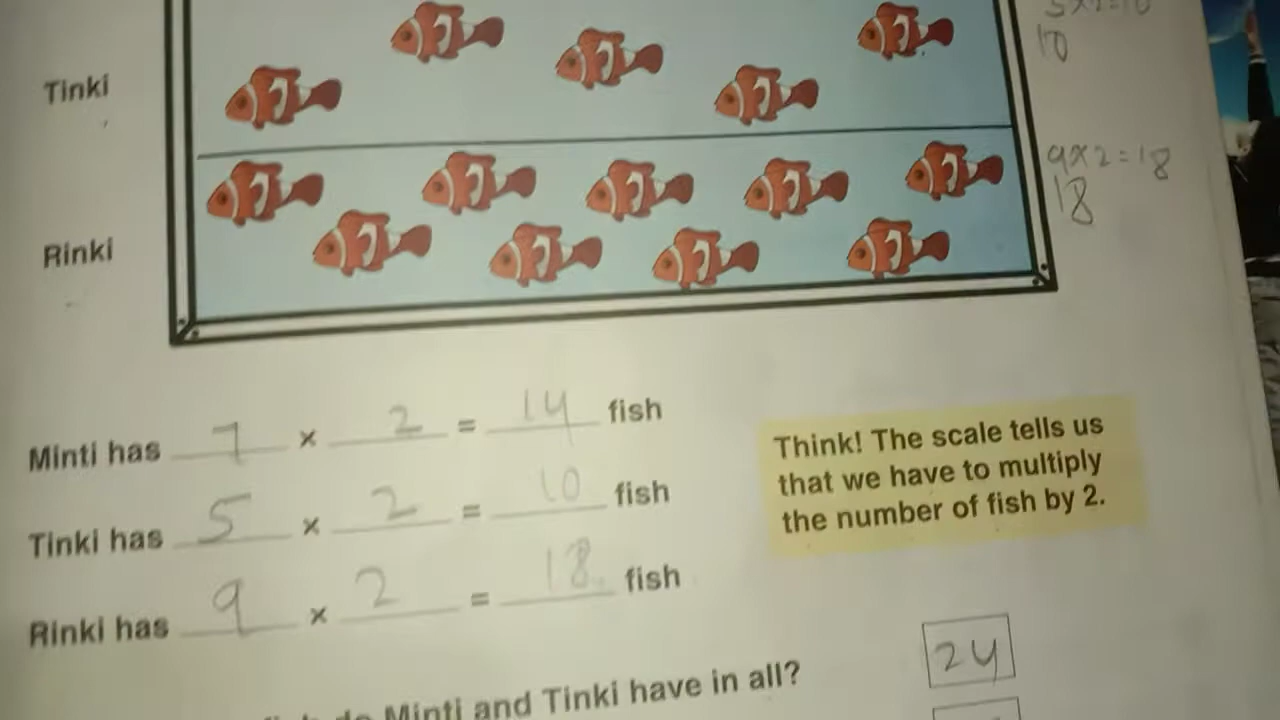 5x2=10
Tinki
10
9x2=18
18
Rinki
Minti has 7 × 2 = 14 fish
Tinki has 5 × 2 = 10 fish
Rinki has 9 × 2 = 18 fish
Think! The scale tells us
that we have to multiply
the number of fish by 2.
24
Minti and Tinki have in all?